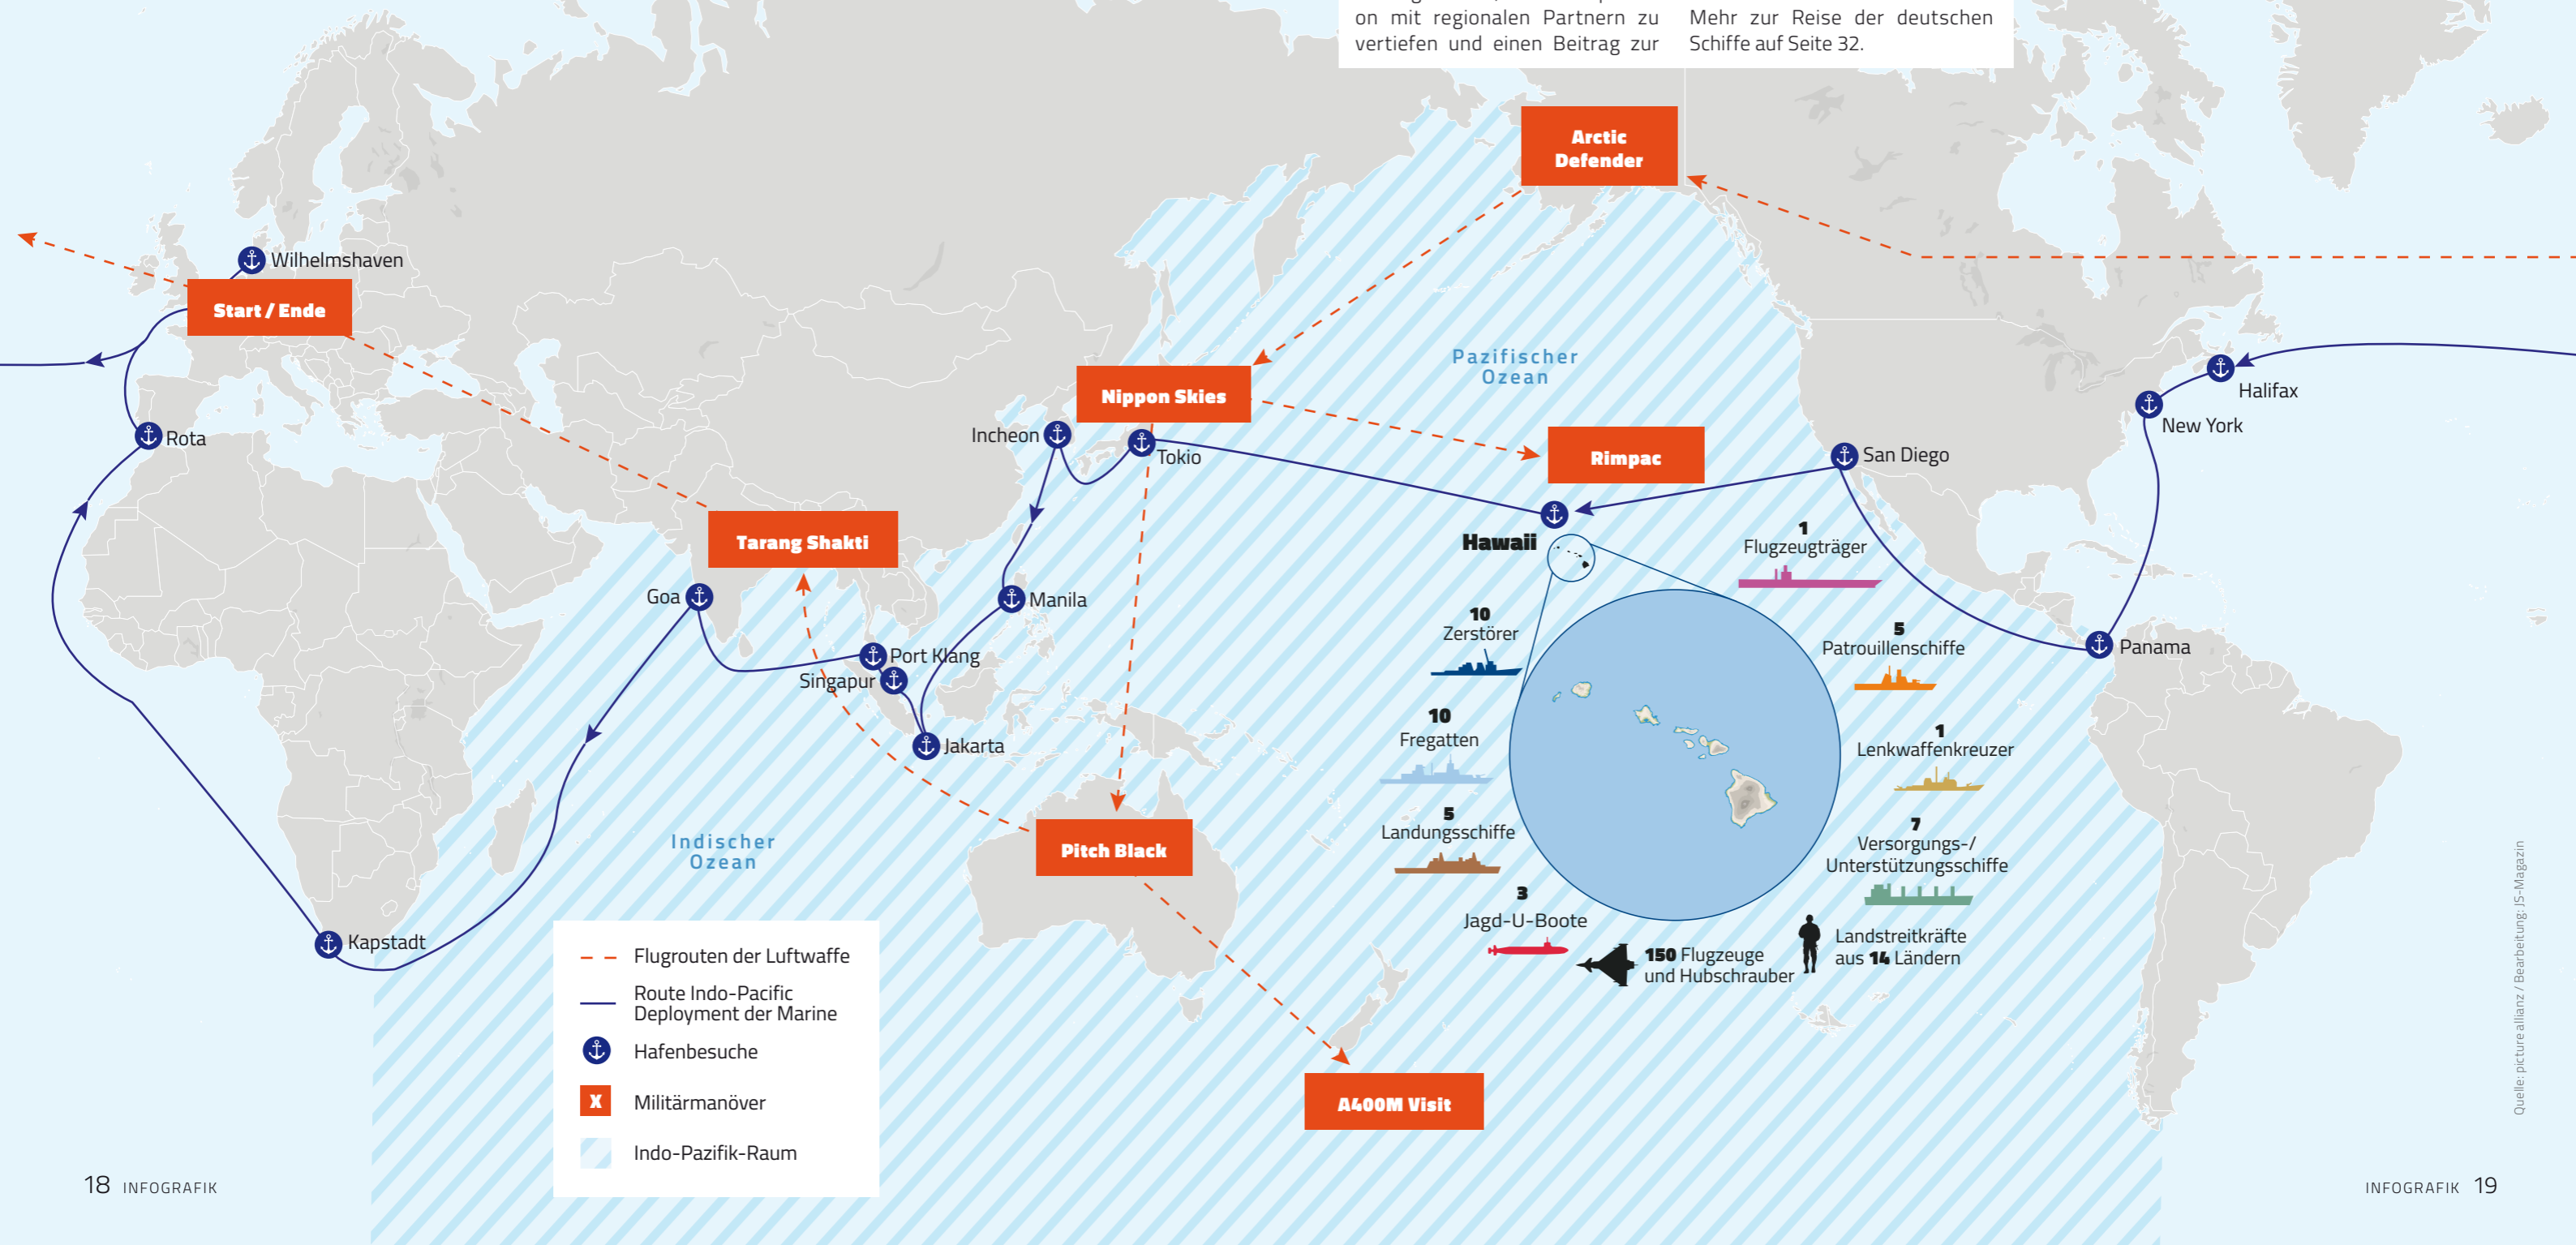 on mit regionalen Partnern zu
vertiefen und einen Beitrag zur
Mehr zur Reise der deutschen
Schiffe auf Seite 32.
Arctic
Defender
Wilhelmshaven
Start / Ende
Pazifischer
Ozean
Nippon Skies
Halifax
New York
Rota
Incheon
Tokio
Rimpac
San Diego
Tarang Shakti
Hawaii
1
Flugzeugträger
Goa
Manila
10
Zerstörer
5
Patrouillenschiffe
Panama
Port Klang
Singapur
10
Fregatten
1
Lenkwaffenkreuzer
Jakarta
5
Landungsschiffe
7
Versorgungs-/
Unterstützungsschiffe
Indischer
Ozean
Pitch Black
3
Jagd-U-Boote
150 Flugzeuge
und Hubschrauber
Landstreitkräfte
aus 14 Ländern
Kapstadt
Flugrouten der Luftwaffe
Route Indo-Pacific
Deployment der Marine
Hafenbesuche
X
Militärmanöver
Indo-Pazifik-Raum
A400M Visit
Quelle: picture allianz / Bearbeitung: JS-Magazin
18 INFOGRAFIK
INFOGRAFIK 19